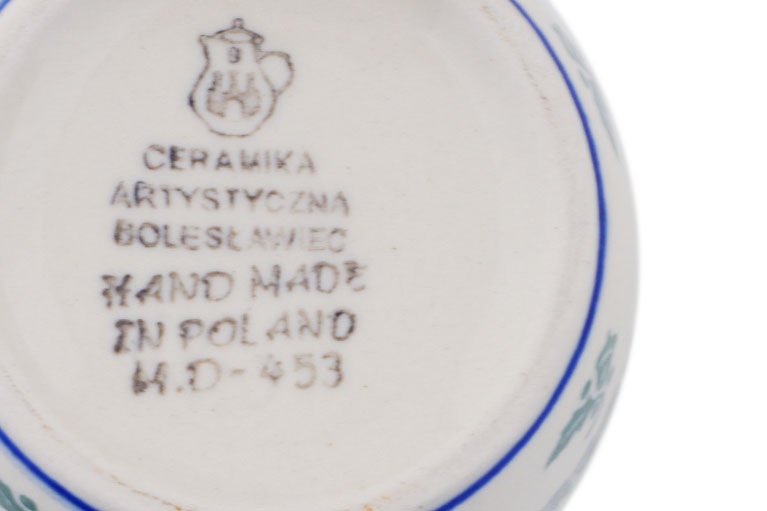 CERAMIKA
ARTYSTYCZNA
BOLESŁAWIEC
HAND MADE
IN POLAND
M.D-453